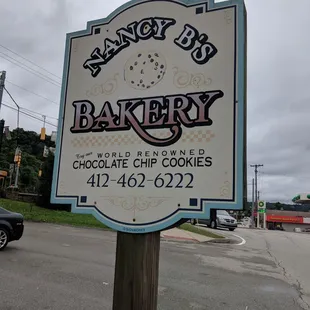 NANCY B'S
BAKERY
WORLD RENOWNED
CHOCOLATE CHIP COOKIES
412-462-6222